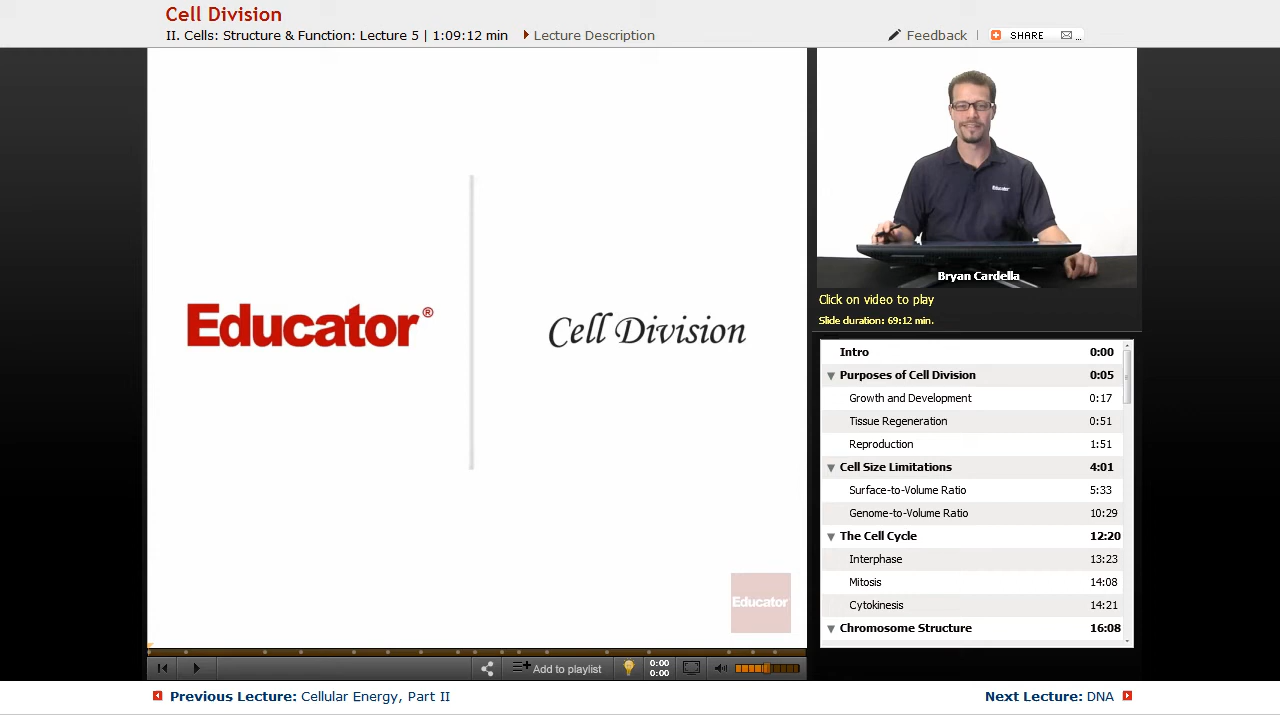 Cell Division
II. Cells: Structure & Function: Lecture 5 | 1:09:12 min
Lecture Description
Feedback
SHARE
Educator®
Cell Division
Educator
Educator
Bryan Cardella
Click on video to play
Slide duration: 69:12 min.
Intro 0:00
Purposes of Cell Division 0:05
Growth and Development 0:17
Tissue Regeneration 0:51
Reproduction 1:51
Cell Size Limitations 4:01
Surface-to-Volume Ratio 5:33
Genome-to-Volume Ratio 10:29
The Cell Cycle 12:20
Interphase 13:23
Mitosis 14:08
Cytokinesis 14:21
Chromosome Structure 16:08
Add to playlist
0:00
0:00
Previous Lecture: Cellular Energy, Part II
Next Lecture: DNA